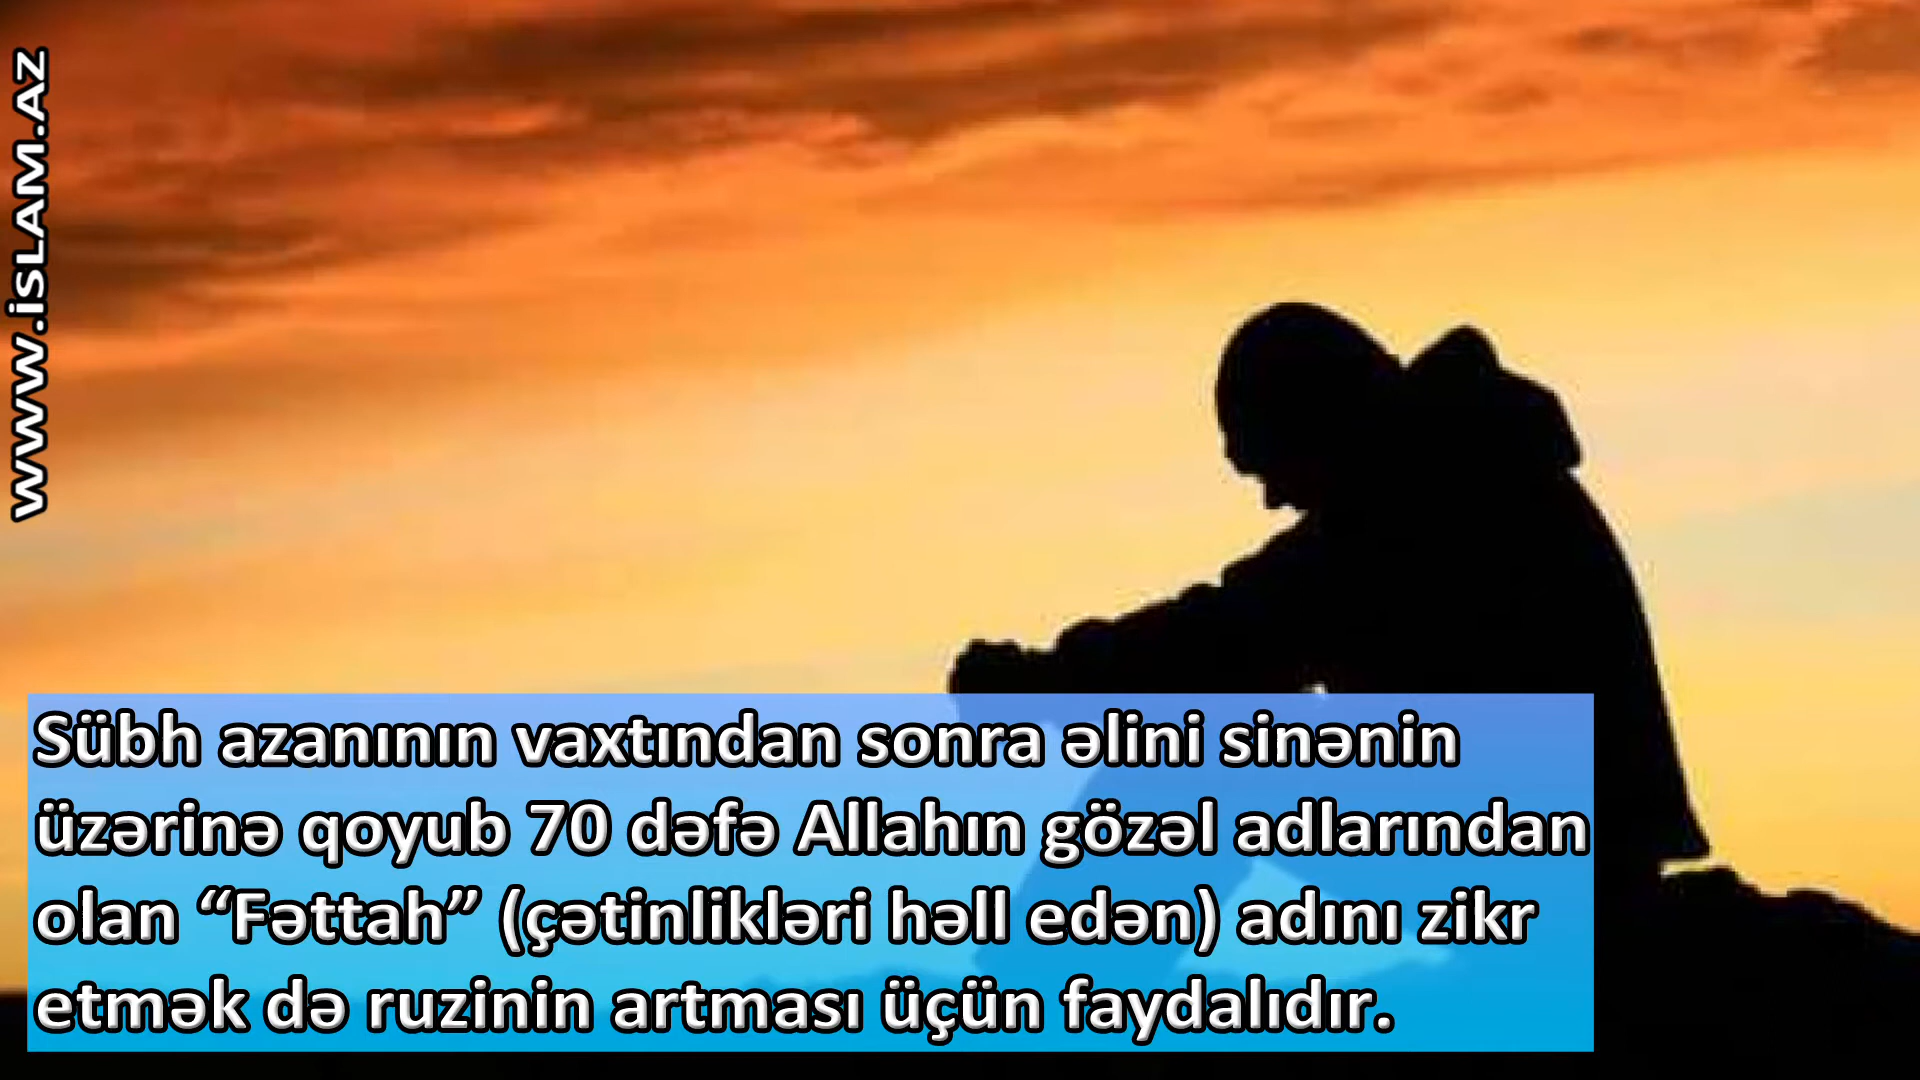 www.İSLAM.AZ
Sübh azanının vaxtından sonra əlini sinənin
üzərinə qoyub 70 dəfə Allahın gözəl adlarından
olan “Fəttah” (çətinlikləri həll edən) adını zikr
etmək də ruzinin artması üçün faydalıdır.